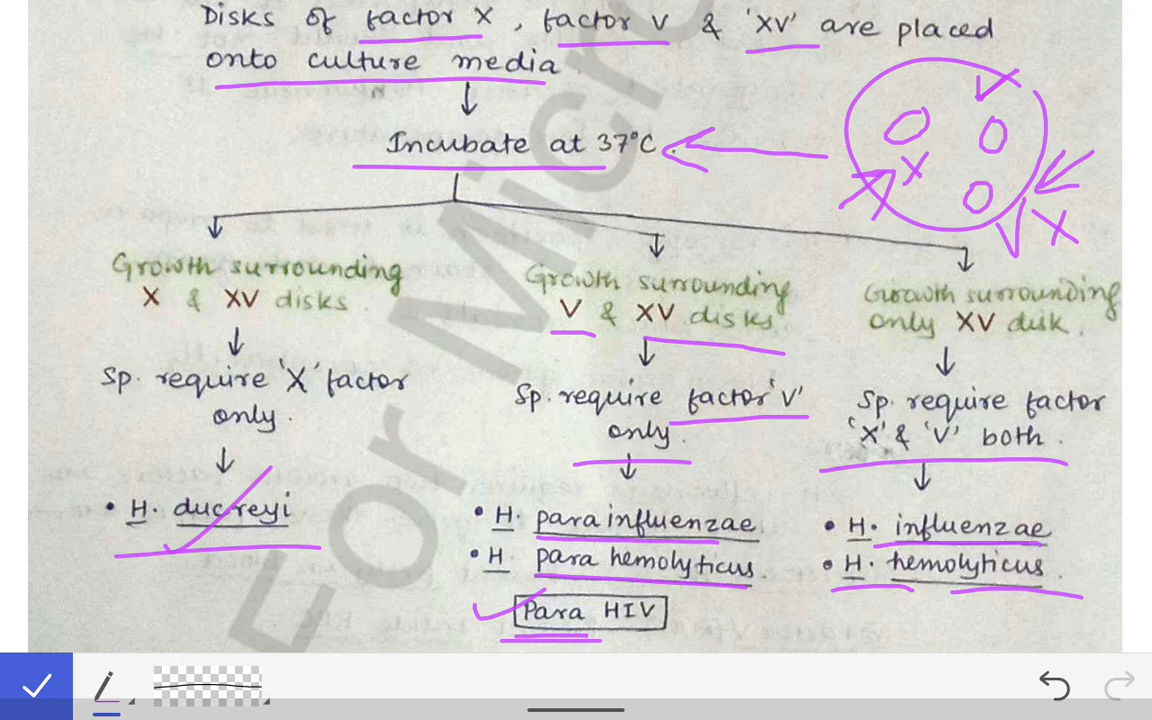 Disks of factor X, factor V & 'XV' are placed
onto culture media
Incubate at 37°C.
V X
X
V X
Growth surrounding
X & XV disks.
Growth surrounding
V & XV disks.
Growth surrounding
only XV disk.
Sp. require 'X' factor
only.
Sp. require factor 'V'
only.
Sp. require factor
'X' & 'V' both.
• H. ducreyi
• H. parainfluenzae
• H para hemolyticus.
Para HIV
• H. influenzae
• H. hemolyticus.
For Micro